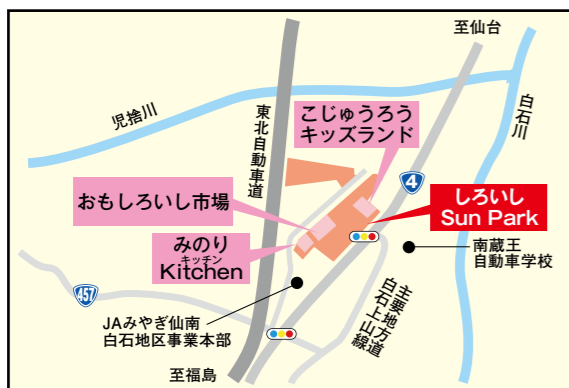 至仙台
児捨川
東北自動車道
こじゅうろう
キッズランド
白石川
4
おもしろいし市場
しろいし
Sun Park
みのり
キッチン
Kitchen
南蔵王
自動車学校
457
JAみやぎ仙南
白石地区事業本部
主要地方道
白石上山線
至福島